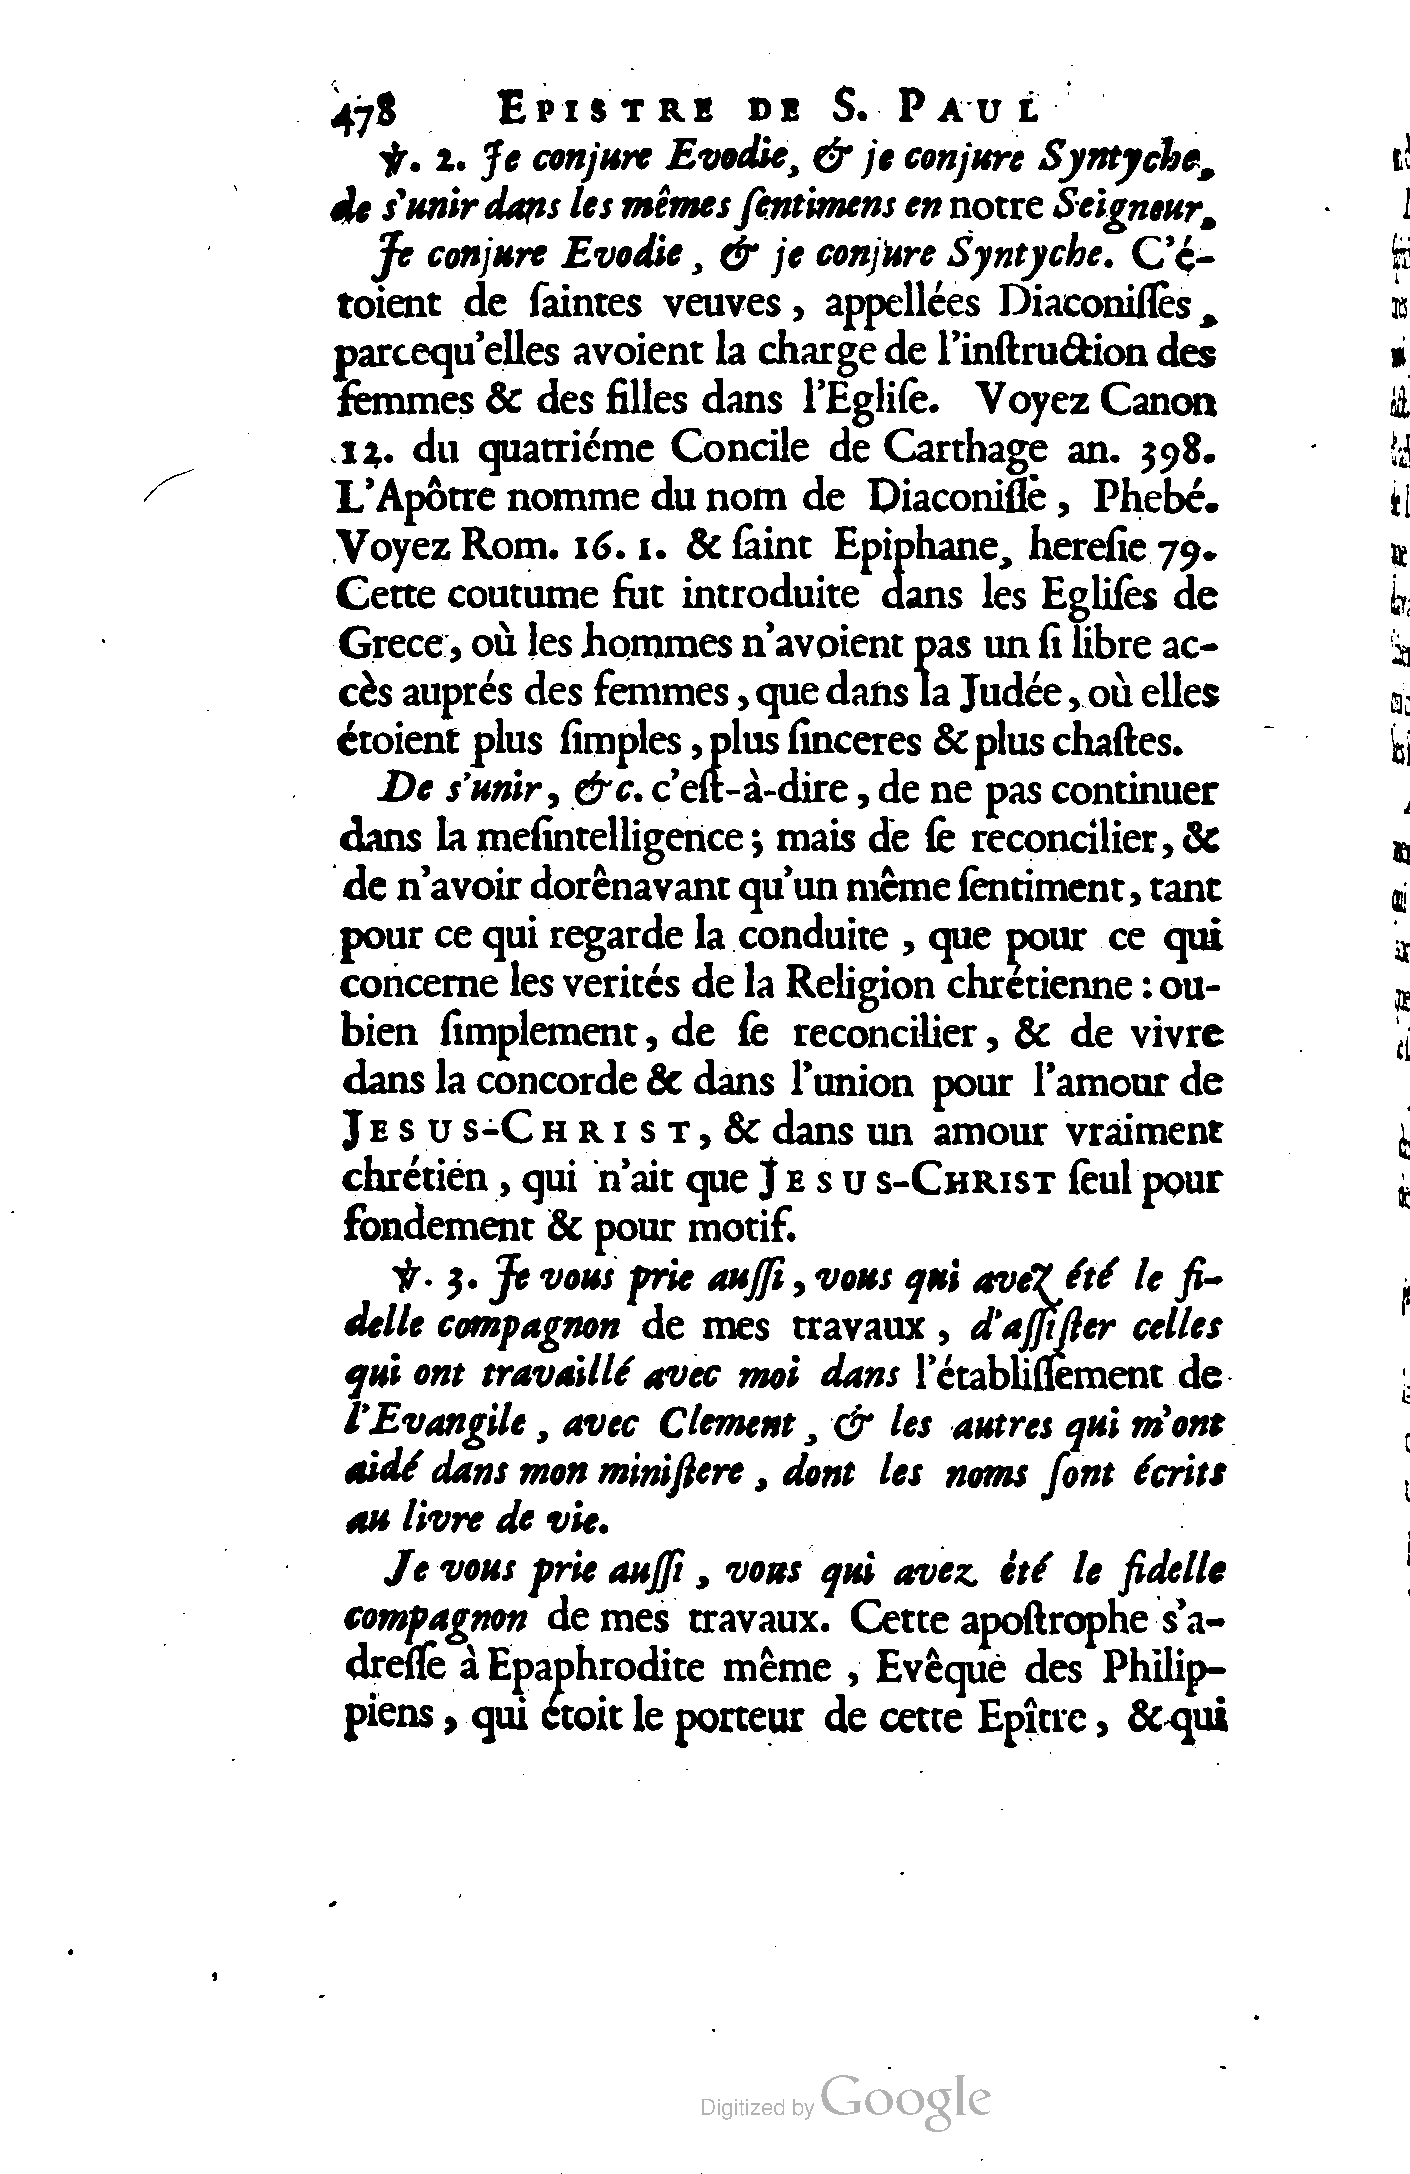 478 EPISTRE DE S. PAUL
℣. 2. Je conjure Evodie, & je conjure Syntyche,
de s'unir dans les mêmes ſentimens en notre Seigneur,
Je conjure Evodie, & je conjure Syntyche. C'é-
toient de ſaintes veuves, appellées Diaconiſſes,
parcequ'elles avoient la charge de l'inſtruction des
femmes & des filles dans l'Egliſe. Voyez Canon
12. du quatriéme Concile de Carthage an. 398.
L'Apôtre nomme du nom de Diaconiſſe, Phebé.
Voyez Rom. 16. 1. & ſaint Epiphane, hereſie 79.
Cette coutume fut introduite dans les Egliſes de
Grece, où les hommes n'avoient pas un ſi libre ac-
cès auprés des femmes, que dans la Judée, où elles
étoient plus ſimples, plus ſinceres & plus chaſtes.
De s'unir, &c. c'eſt-à-dire, de ne pas continuer
dans la meſintelligence; mais de ſe reconcilier, &
de n'avoir dorênavant qu'un même ſentiment, tant
pour ce qui regarde la conduite, que pour ce qui
concerne les verités de la Religion chrétienne: ou-
bien ſimplement, de ſe reconcilier, & de vivre
dans la concorde & dans l'union pour l'amour de
JESUS-CHRIST, & dans un amour vraiment
chrétien, qui n'ait que JESUS-CHRIST ſeul pour
fondement & pour motif.
℣. 3. Je vous prie auſſi, vous qui avez été le fi-
delle compagnon de mes travaux, d'aſſiſter celles
qui ont travaillé avec moi dans l'établiſſement de
l'Evangile, avec Clement, & les autres qui m'ont
aidé dans mon miniſtere, dont les noms ſont écrits
au livre de vie.
Je vous prie auſſi, vous qui avez été le fidelle
compagnon de mes travaux. Cette apoſtrophe s'a-
dreſſe à Epaphrodite même, Evêque des Philip-
piens, qui étoit le porteur de cette Epître, & qui
Digitized by Google